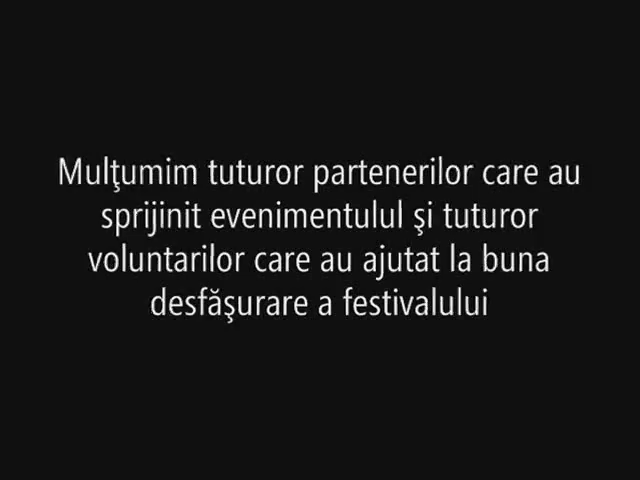 Mulţumim tuturor partenerilor care au
sprijinit evenimentulul şi tuturor
voluntarilor care au ajutat la buna
desfăşurare a festivalului